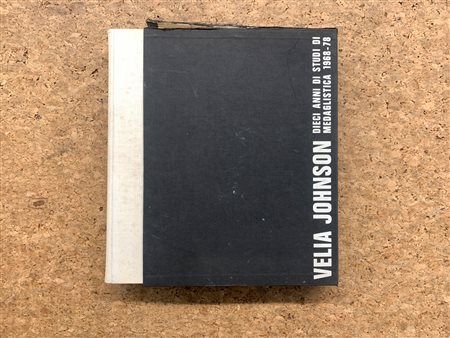 VELIA JOHNSON
DIECI ANNI DI STUDI DI
MEDAGLISTICA 1968-78